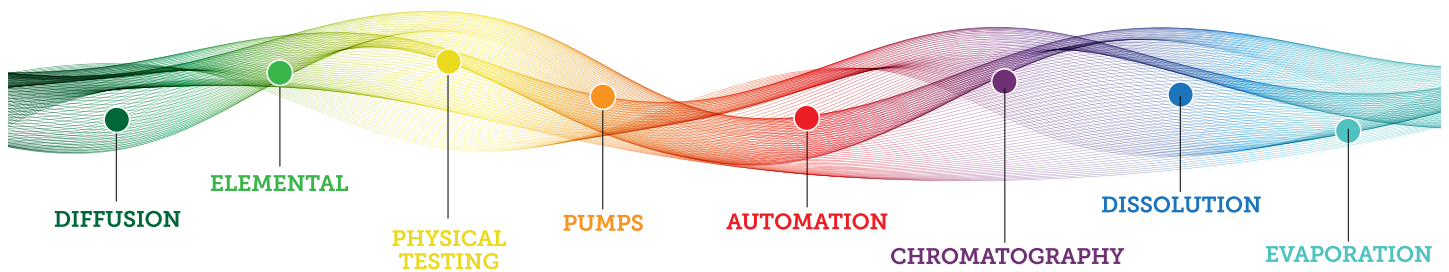 DIFFUSION
ELEMENTAL
PHYSICAL
TESTING
PUMPS
AUTOMATION
CHROMATOGRAPHY
DISSOLUTION
EVAPORATION